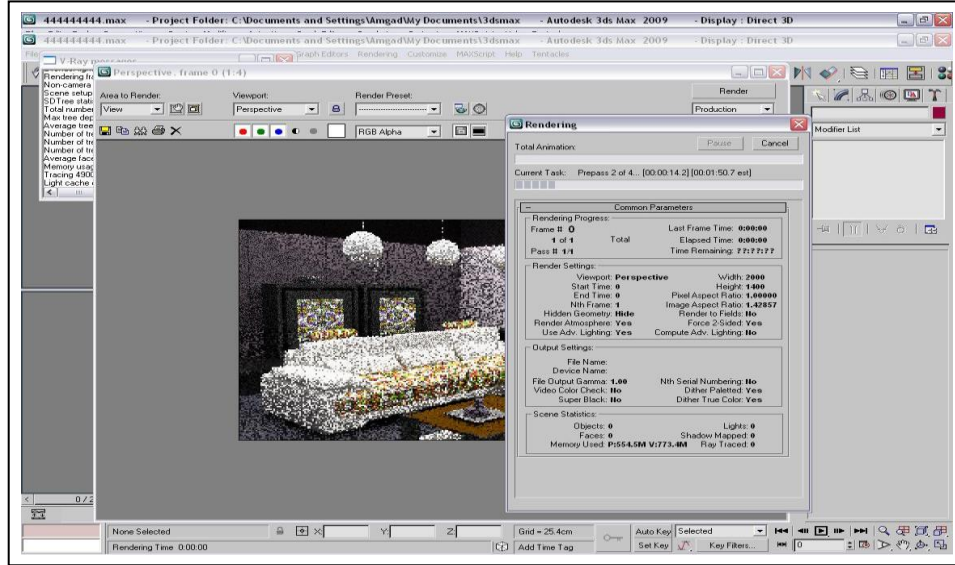 444444444.max - Project Folder: C:\Documents and Settings\Amgad\My Documents\3dsmax - Autodesk 3ds Max 2009 - Display : Direct 3D
444444444.max - Project Folder: C:\Documents and Settings\Amgad\My Documents\3dsmax - Autodesk 3ds Max 2009 - Display : Direct 3D
Graph Editors Rendering Customize MAXScript Help Tentacles
V-Ray messages
Rendering fra
Non-camera
Scene setup
SDTree stati
Total number
Max tree dep
Average tree
Number of tre
Number of tre
Number of tre
Average face
Memory usag
Tracing 490
Light cache
Perspective, frame 0 (1:4)
Area to Render: Viewport: Render Preset: Render
View Perspective Production
RGB Alpha
Modifier List
Rendering
Total Animation: Pause Cancel
Current Task: Prepass 2 of 4... [00:00:14.2] [00:01:50.7 est]
Common Parameters
Rendering Progress:
Frame # 0 Last Frame Time: 0:00:00
1 of 1 Total Elapsed Time: 0:00:00
Pass # 1/1 Time Remaining: ??:??:??
Render Settings:
Viewport: Perspective Width: 2000
Start Time: 0 Height: 1400
End Time: 0 Pixel Aspect Ratio: 1.00000
Nth Frame: 1 Image Aspect Ratio: 1.42857
Hidden Geometry: Hide Render to Fields: No
Render Atmosphere: Yes Force 2-Sided: Yes
Use Adv. Lighting: Yes Compute Adv. Lighting: No
Output Settings:
File Name:
Device Name:
File Output Gamma: 1.00 Nth Serial Numbering: No
Video Color Check: No Dither Paletted: Yes
Super Black: No Dither True Color: Yes
Scene Statistics:
Objects: 0 Lights: 0
Faces: 0 Shadow Mapped: 0
Memory Used: P:554.5M V:773.4M Ray Traced: 0
0 / 2
None Selected X: Y: Z: Grid = 25.4cm Auto Key Selected
Rendering Time 0:00:00 Add Time Tag Set Key Key Filters... 0